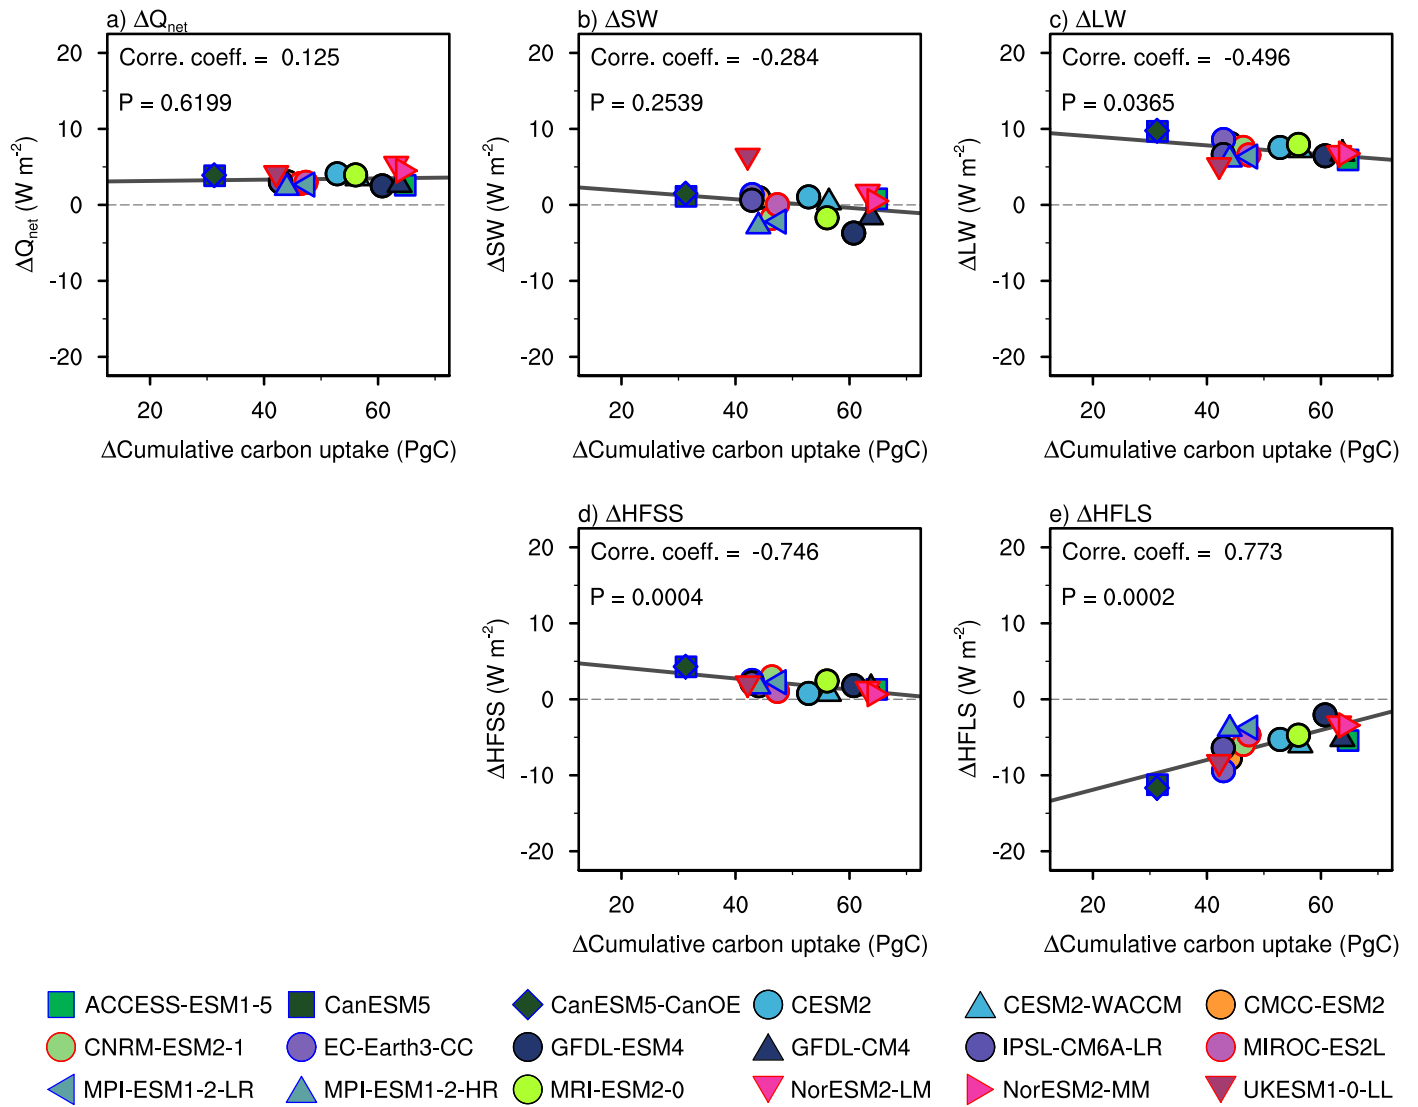 a) ΔQnet
Corre. coeff. = 0.125
P = 0.6199
ΔQnet (W m-2)
20
10
0
-10
-20
20 40 60
ΔCumulative carbon uptake (PgC)
b) ΔSW
Corre. coeff. = -0.284
P = 0.2539
ΔSW (W m-2)
20
10
0
-10
-20
20 40 60
ΔCumulative carbon uptake (PgC)
c) ΔLW
Corre. coeff. = -0.496
P = 0.0365
ΔLW (W m-2)
20
10
0
-10
-20
20 40 60
ΔCumulative carbon uptake (PgC)
d) ΔHFSS
Corre. coeff. = -0.746
P = 0.0004
ΔHFSS (W m-2)
20
10
0
-10
-20
20 40 60
ΔCumulative carbon uptake (PgC)
e) ΔHFLS
Corre. coeff. = 0.773
P = 0.0002
ΔHFLS (W m-2)
20
10
0
-10
-20
20 40 60
ΔCumulative carbon uptake (PgC)
ACCESS-ESM1-5 CanESM5 CanESM5-CanOE CESM2 CESM2-WACCM CMCC-ESM2
CNRM-ESM2-1 EC-Earth3-CC GFDL-ESM4 GFDL-CM4 IPSL-CM6A-LR MIROC-ES2L
MPI-ESM1-2-LR MPI-ESM1-2-HR MRI-ESM2-0 NorESM2-LM NorESM2-MM UKESM1-0-LL